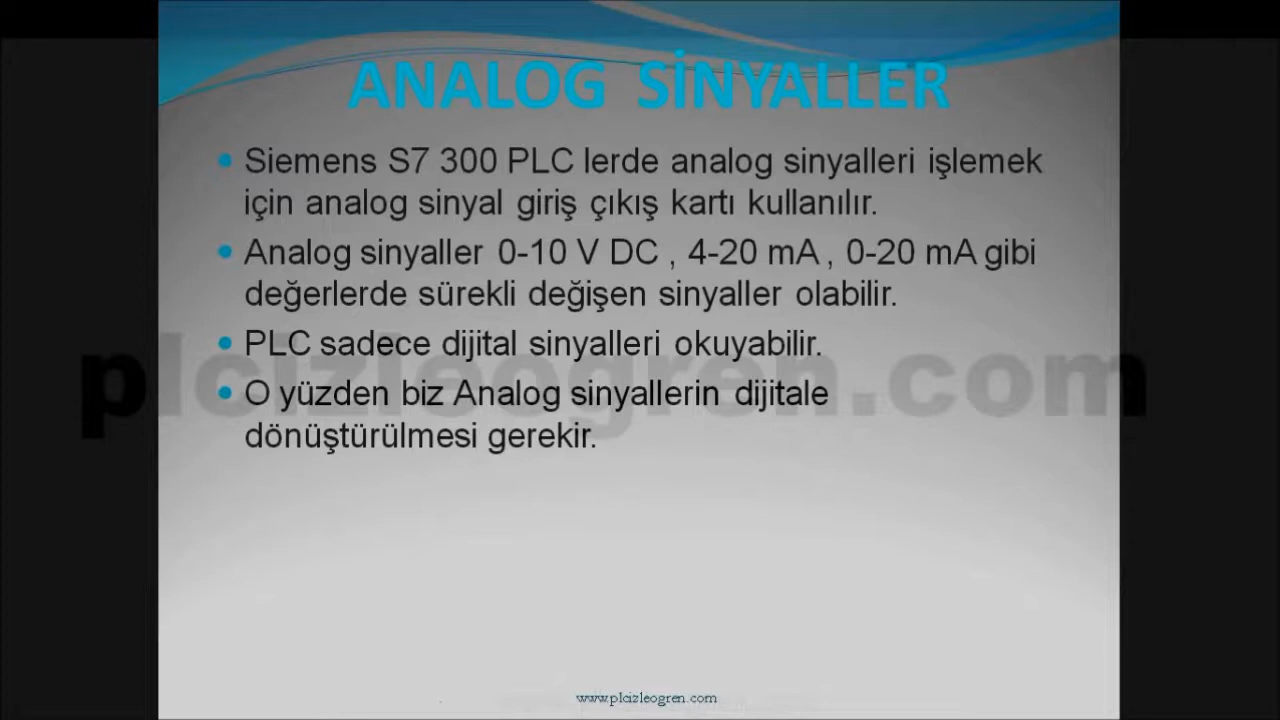 ANALOG SİNYALLER
• Siemens S7 300 PLC lerde analog sinyalleri işlemek
için analog sinyal giriş çıkış kartı kullanılır.
• Analog sinyaller 0-10 V DC , 4-20 mA , 0-20 mA gibi
değerlerde sürekli değişen sinyaller olabilir.
• PLC sadece dijital sinyalleri okuyabilir.
plcizleogren.com
• O yüzden biz Analog sinyallerin dijitale
dönüştürülmesi gerekir.
www.plcizleogren.com